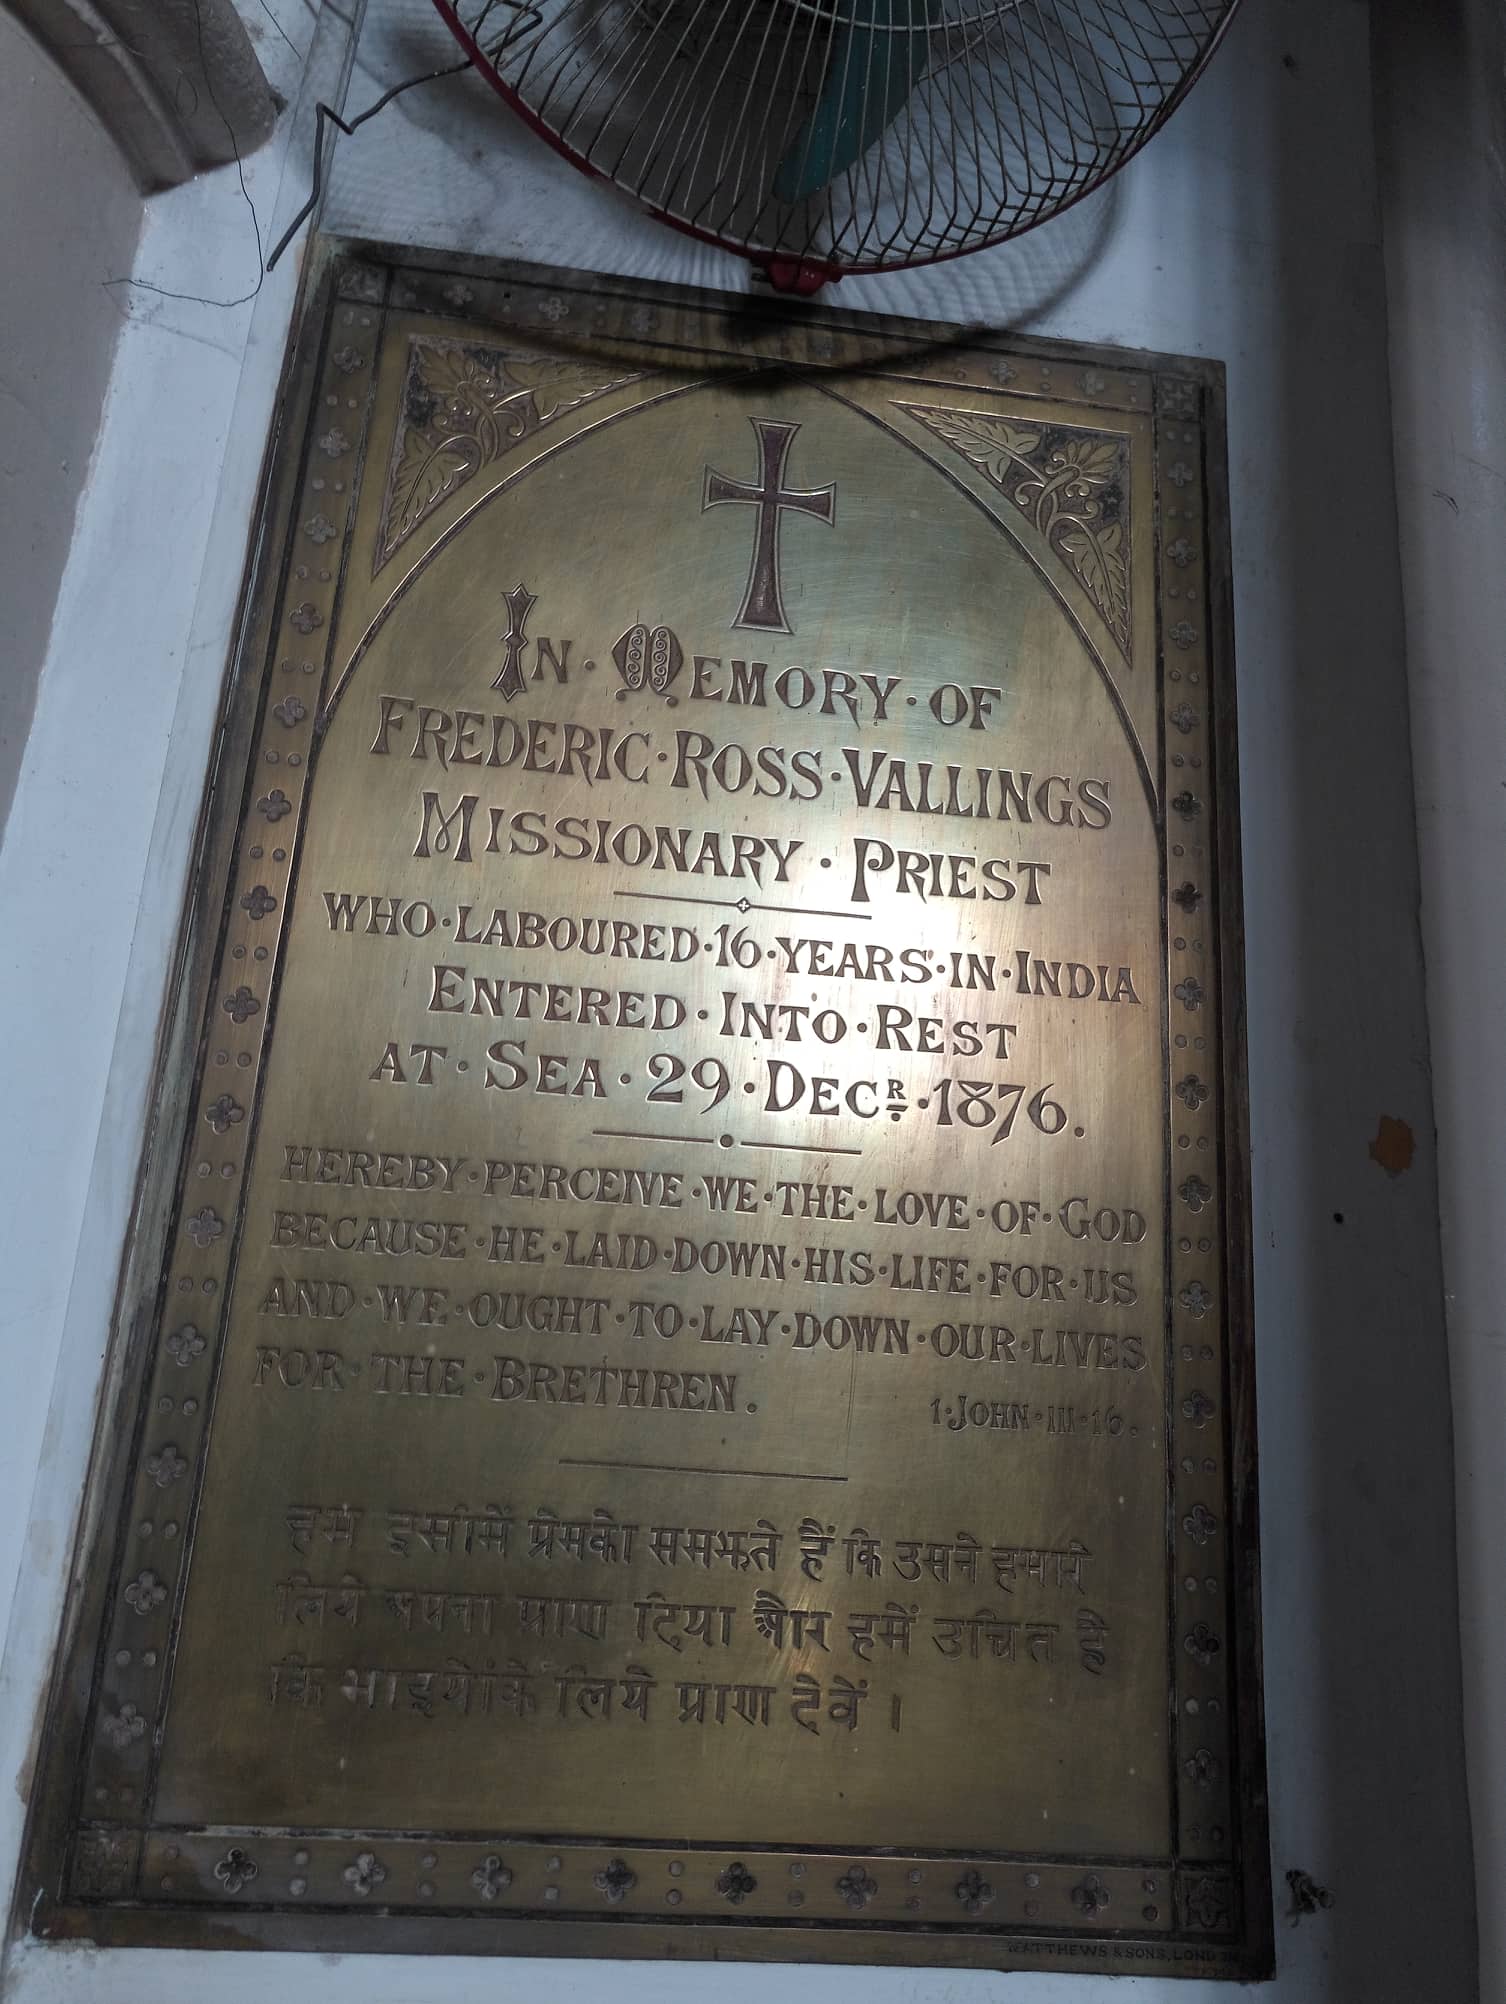 IN · MEMORY · OF
FREDERIC · ROSS · VALLINGS
MISSIONARY · PRIEST
WHO · LABOURED · 16 · YEARS · IN · INDIA
ENTERED · INTO · REST
AT · SEA · 29 · DECR. · 1876.
HEREBY · PERCEIVE · WE · THE · LOVE · OF · GOD
BECAUSE · HE · LAID · DOWN · HIS · LIFE · FOR · US
AND · WE · OUGHT · TO · LAY · DOWN · OUR · LIVES
FOR · THE · BRETHREN.
1 · JOHN · III · 16.
हम इसीमें प्रेमको समझते हैं कि उसने हमारे
लिये अपना प्राण दिया और हमें उचित है
कि भाइयोंके लिये प्राण देवें ।
MATTHEWS & SONS, LONDON